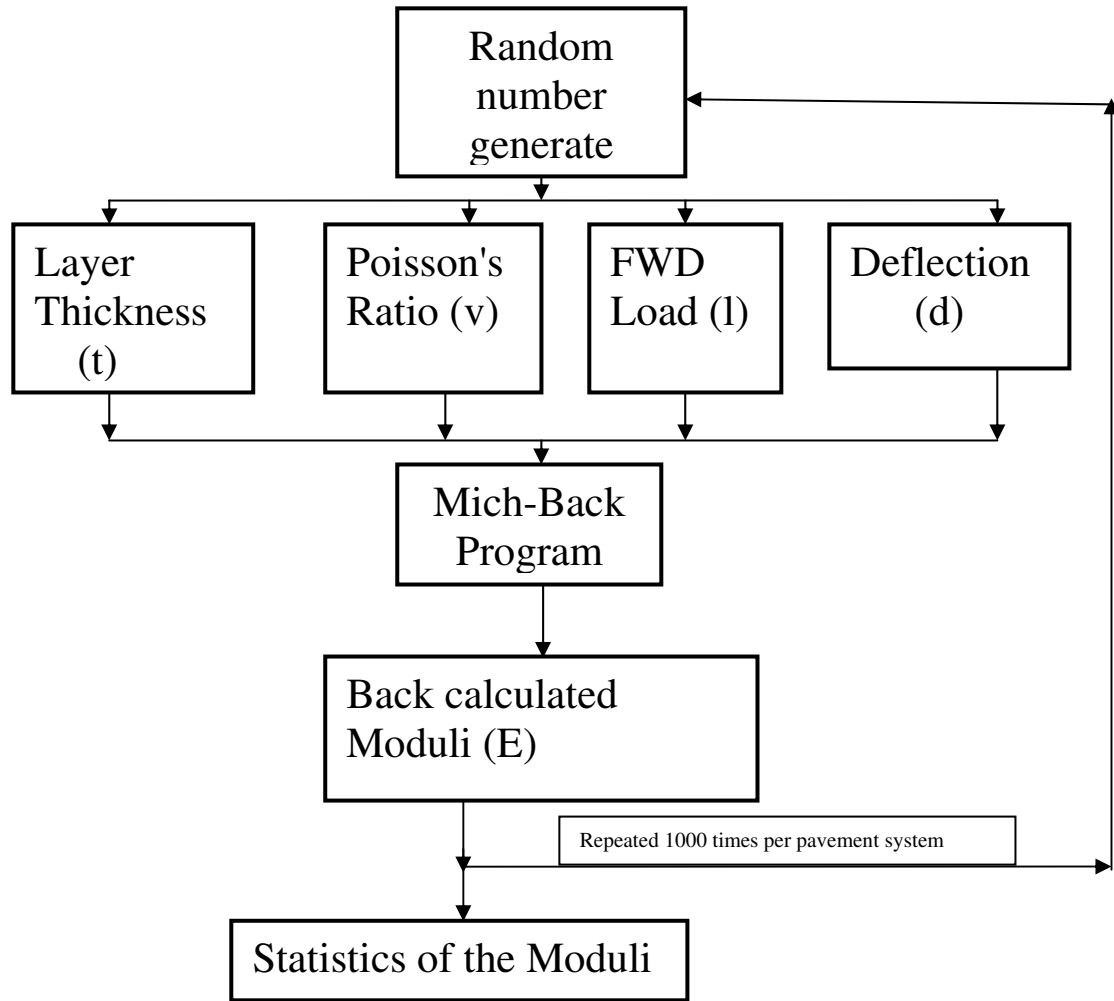 Random
number
generate
Layer
Thickness
(t)
Poisson's
Ratio (v)
FWD
Load (l)
Deflection
(d)
Mich-Back
Program
Back calculated
Moduli (E)
Repeated 1000 times per pavement system
Statistics of the Moduli